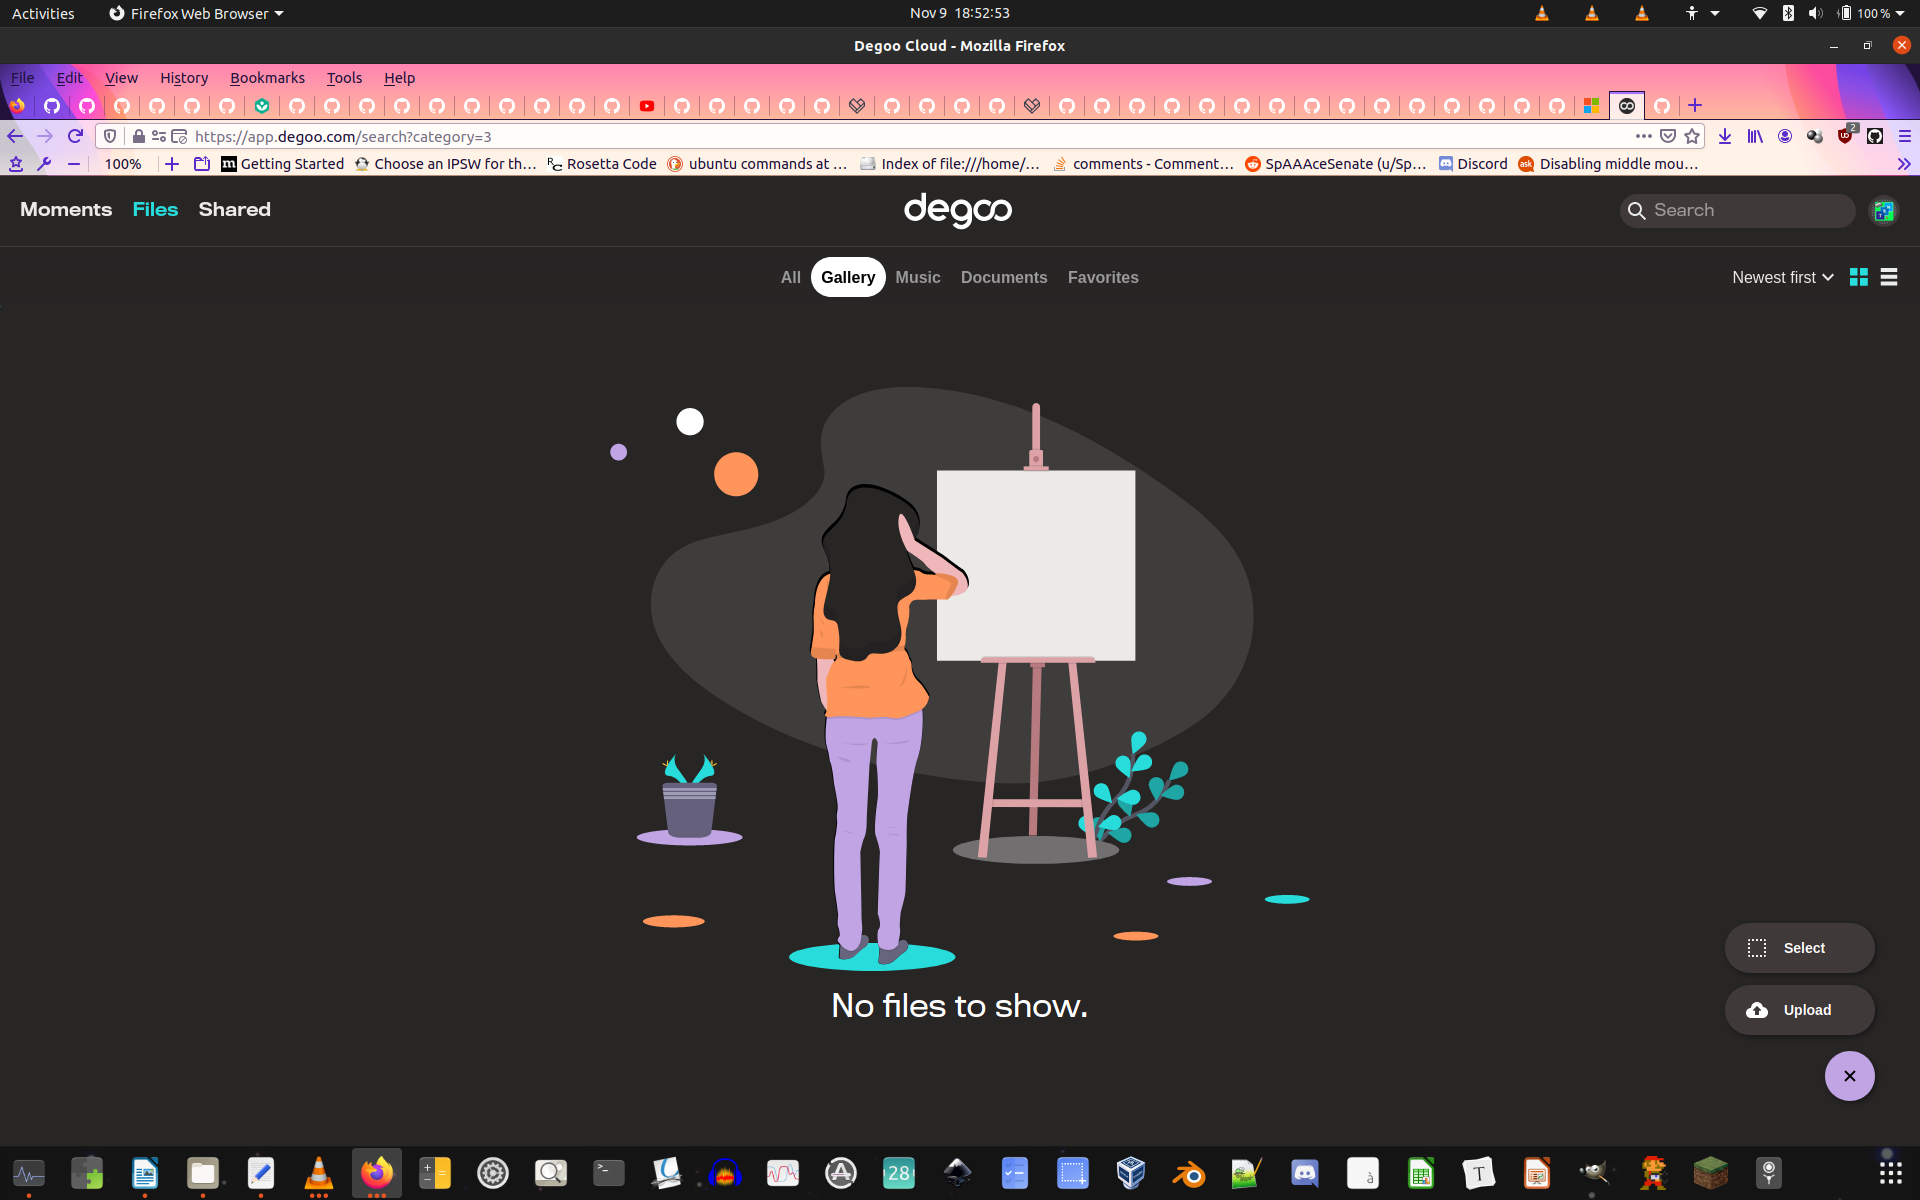 Activities
Firefox Web Browser
Nov 9 18:52:53
100 %
Degoo Cloud - Mozilla Firefox
File Edit View History Bookmarks Tools Help
https://app.degoo.com/search?category=3
2
100%
Getting Started
Choose an IPSW for th…
Rosetta Code
ubuntu commands at …
Index of file:///home/…
comments - Comment…
SpAAAceSenate (u/Sp…
Discord
Disabling middle mou…
Moments Files Shared
degoo
Search
All Gallery Music Documents Favorites
Newest first
No files to show.
Select
Upload
28